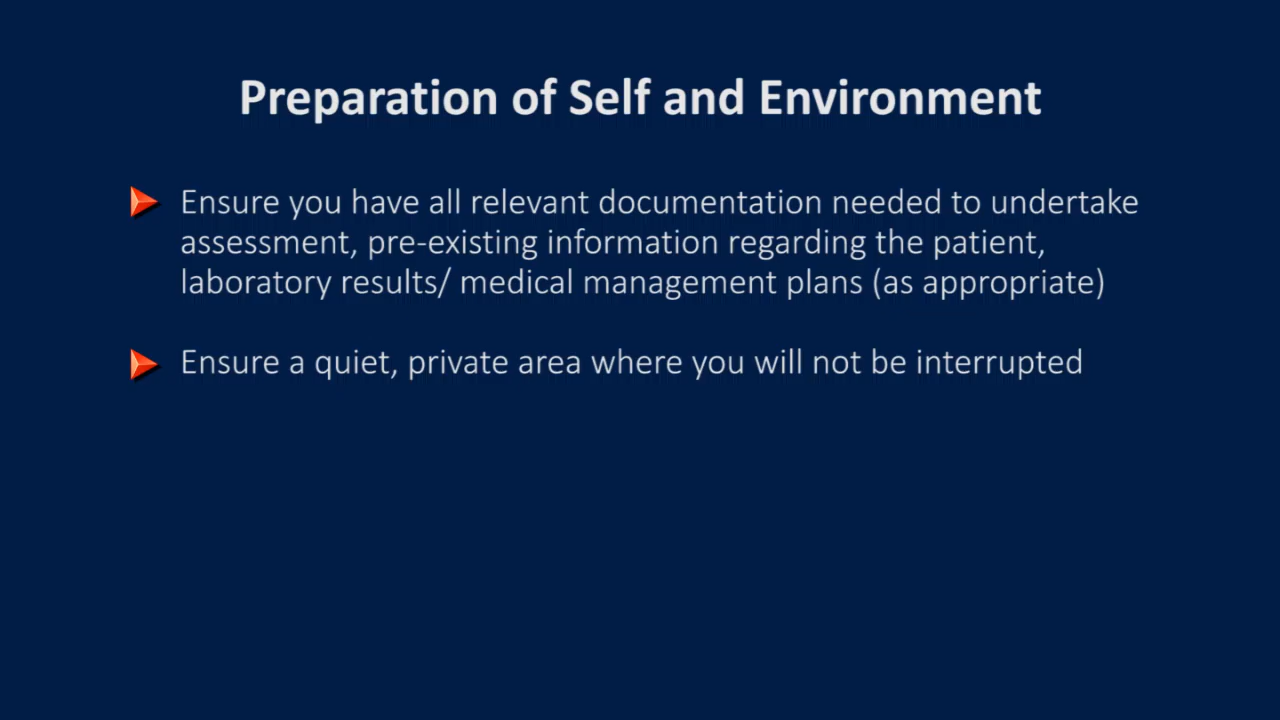 Preparation of Self and Environment
Ensure you have all relevant documentation needed to undertake
assessment, pre-existing information regarding the patient,
laboratory results/ medical management plans (as appropriate)
Ensure a quiet, private area where you will not be interrupted